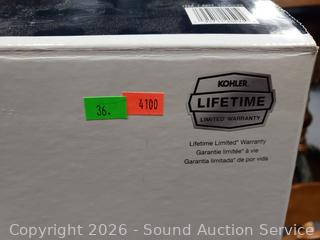 KOHLER
LIFETIME
LIMITED WARRANTY
36.
4100
Lifetime Limited* Warranty
Garantie limitée* à vie
Garantía limitada* de por vida
Copyright 2026 - Sound Auction Service